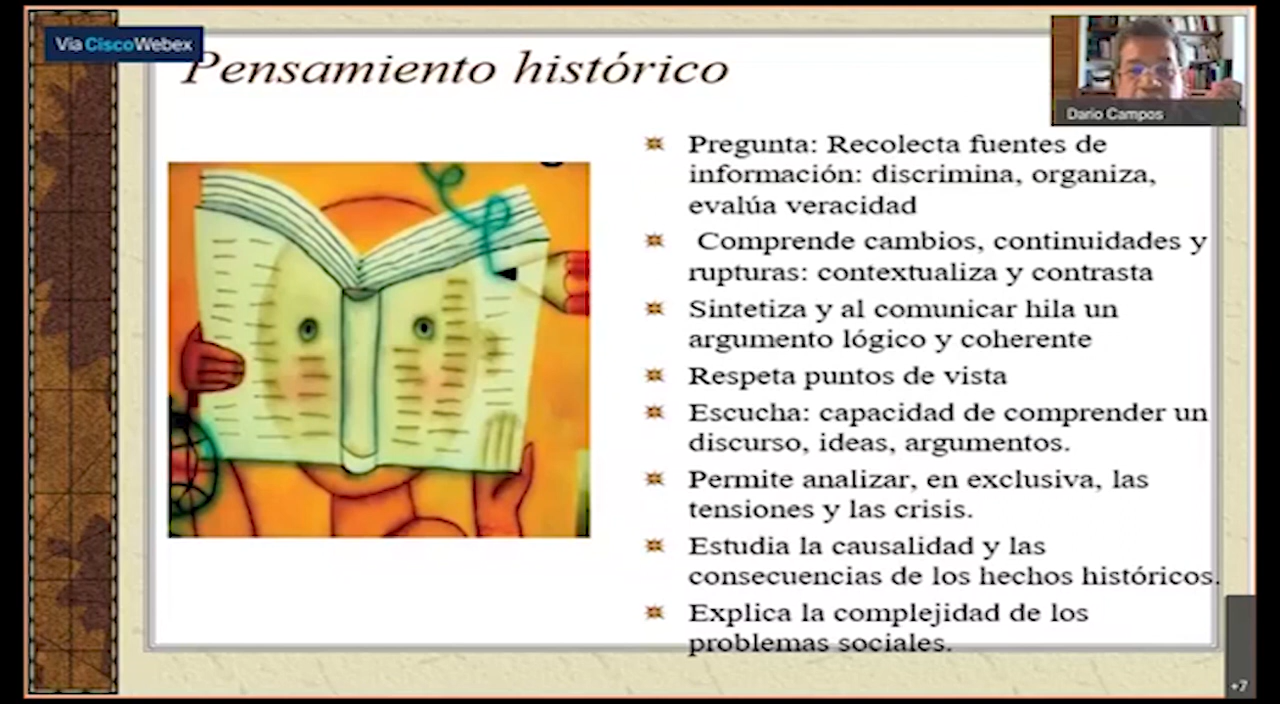 Via CiscoWebex
Pensamiento histórico
Dario Campos
Pregunta: Recolecta fuentes de
información: discrimina, organiza,
evalúa veracidad
Comprende cambios, continuidades y
rupturas: contextualiza y contrasta
Sintetiza y al comunicar hila un
argumento lógico y coherente
Respeta puntos de vista
Escucha: capacidad de comprender un
discurso, ideas, argumentos.
Permite analizar, en exclusiva, las
tensiones y las crisis.
Estudia la causalidad y las
consecuencias de los hechos históricos.
Explica la complejidad de los
problemas sociales.
+7